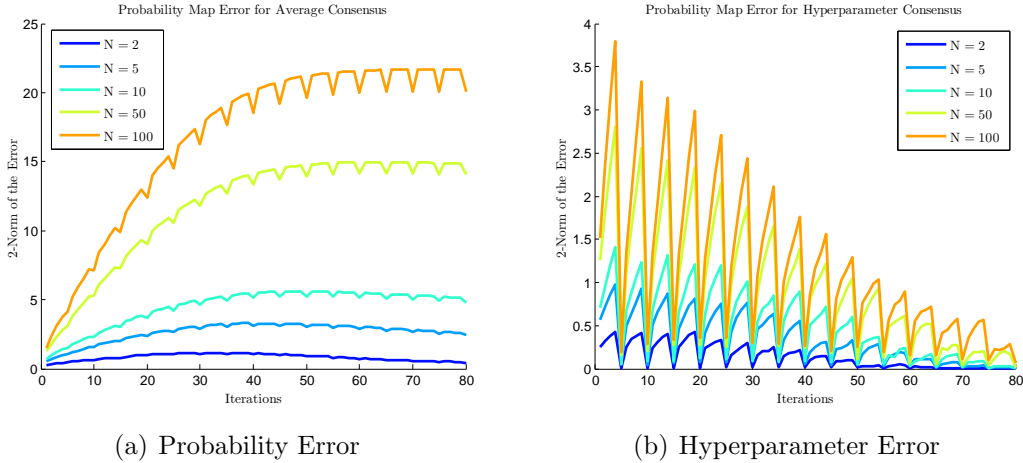 Probability Map Error for Average Consensus
25
20
15
10
5
0
0
10
20
30
40
50
60
70
80
2-Norm of the Error
Iterations
N = 2
N = 5
N = 10
N = 50
N = 100
(a) Probability Error
Probability Map Error for Hyperparameter Consensus
4
3.5
3
2.5
2
1.5
1
0.5
0
0
10
20
30
40
50
60
70
80
2-Norm of the Error
Iterations
N = 2
N = 5
N = 10
N = 50
N = 100
(b) Hyperparameter Error